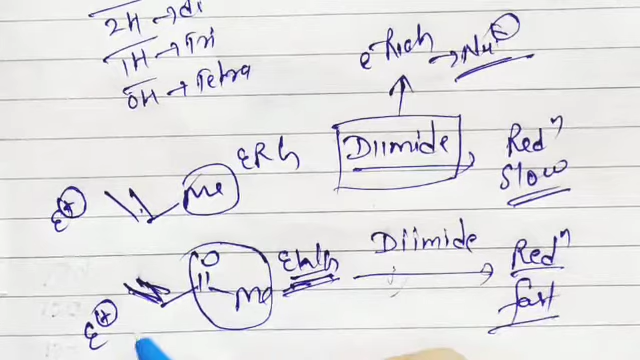 2H → di
1H → Tri
0H → Tetra
e⁻Rich → Nu⊖
Diimide
Redⁿ
Slow
E⊕
Me
ERG
O
Me
EWG
Diimide
Redⁿ
fast
E⊕